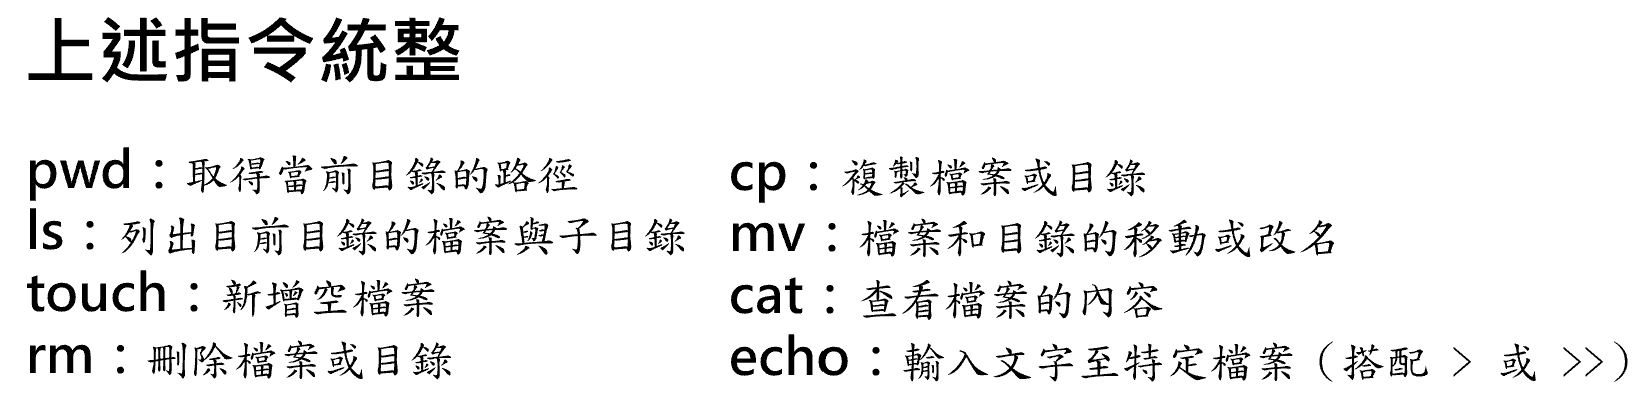 上述指令統整
pwd：取得當前目錄的路徑
ls：列出目前目錄的檔案與子目錄
touch：新增空檔案
rm：刪除檔案或目錄
cp：複製檔案或目錄
mv：檔案和目錄的移動或改名
cat：查看檔案的內容
echo：輸入文字至特定檔案（搭配 > 或 >>）